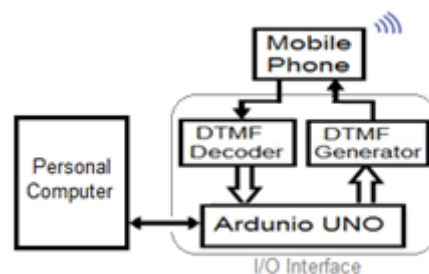 Mobile
Phone
DTMF
Decoder
DTMF
Generator
Personal
Computer
Ardunio UNO
I/O Interface